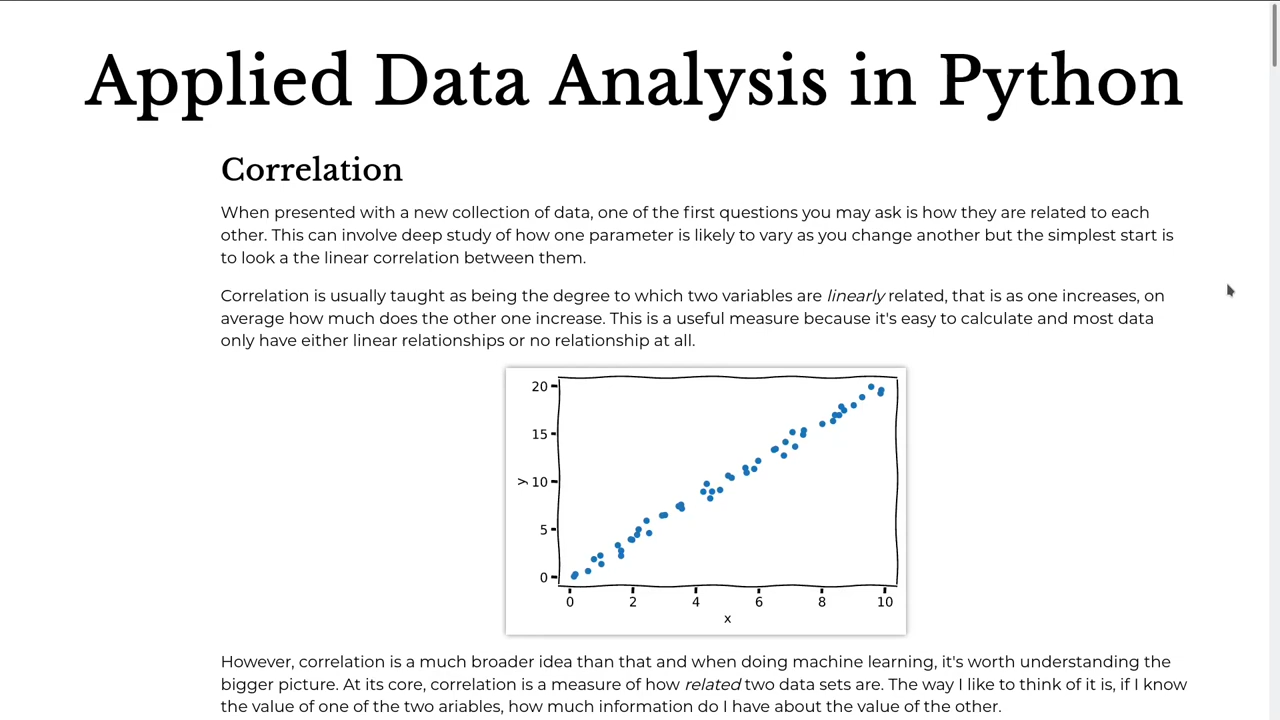 Applied Data Analysis in Python
Correlation
When presented with a new collection of data, one of the first questions you may ask is how they are related to each
other. This can involve deep study of how one parameter is likely to vary as you change another but the simplest start is
to look a the linear correlation between them.
Correlation is usually taught as being the degree to which two variables are linearly related, that is as one increases, on
average how much does the other one increase. This is a useful measure because it's easy to calculate and most data
only have either linear relationships or no relationship at all.
20
15
y 10
5
0
0 2 4 6 8 10
x
However, correlation is a much broader idea than that and when doing machine learning, it's worth understanding the
bigger picture. At its core, correlation is a measure of how related two data sets are. The way I like to think of it is, if I know
the value of one of the two ariables, how much information do I have about the value of the other.